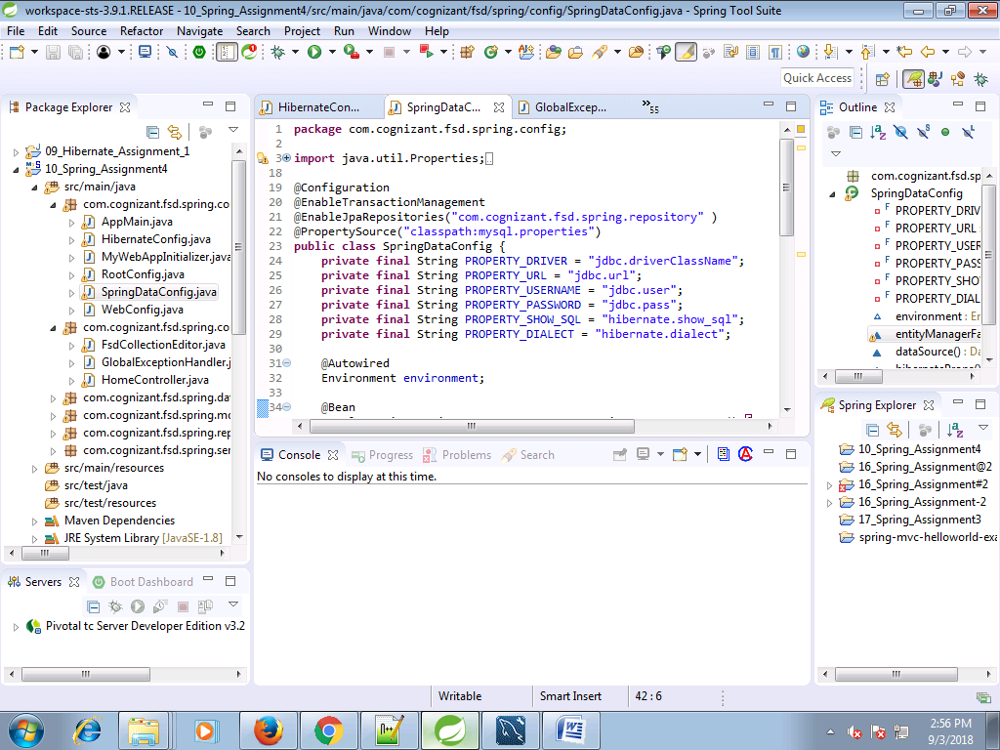 workspace-sts-3.9.1.RELEASE - 10_Spring_Assignment4/src/main/java/com/cognizant/fsd/spring/config/SpringDataConfig.java - Spring Tool Suite
File Edit Source Refactor Navigate Search Project Run Window Help
Quick Access
Package Explorer
09_Hibernate_Assignment_1
10_Spring_Assignment4
src/main/java
com.cognizant.fsd.spring.co
AppMain.java
HibernateConfig.java
MyWebAppInitializer.java
RootConfig.java
SpringDataConfig.java
WebConfig.java
com.cognizant.fsd.spring.co
FsdCollectionEditor.java
GlobalExceptionHandler.j
HomeController.java
com.cognizant.fsd.spring.da
com.cognizant.fsd.spring.mo
com.cognizant.fsd.spring.rep
com.cognizant.fsd.spring.ser
src/main/resources
src/test/java
src/test/resources
Maven Dependencies
JRE System Library [JavaSE-1.8]
Servers Boot Dashboard
Pivotal tc Server Developer Edition v3.2
HibernateCon... SpringDataC... GlobalExcep... »55
1 package com.cognizant.fsd.spring.config;
2
3 import java.util.Properties;
18
19 @Configuration
20 @EnableTransactionManagement
21 @EnableJpaRepositories("com.cognizant.fsd.spring.repository" )
22 @PropertySource("classpath:mysql.properties")
23 public class SpringDataConfig {
24 private final String PROPERTY_DRIVER = "jdbc.driverClassName";
25 private final String PROPERTY_URL = "jdbc.url";
26 private final String PROPERTY_USERNAME = "jdbc.user";
27 private final String PROPERTY_PASSWORD = "jdbc.pass";
28 private final String PROPERTY_SHOW_SQL = "hibernate.show_sql";
29 private final String PROPERTY_DIALECT = "hibernate.dialect";
30
31 @Autowired
32 Environment environment;
33
34 @Bean
Console Progress Problems Search
No consoles to display at this time.
Outline
com.cognizant.fsd.sp
SpringDataConfig
PROPERTY_DRIV
PROPERTY_URL
PROPERTY_USER
PROPERTY_PASS
PROPERTY_SHO
PROPERTY_DIAL
environment : En
entityManagerFa
dataSource() : Da
Spring Explorer
10_Spring_Assignment4
16_Spring_Assignment@2
16_Spring_Assignment#2
16_Spring_Assignment-2
17_Spring_Assignment3
spring-mvc-helloworld-exa
Writable Smart Insert 42 : 6
2:56 PM
9/3/2018